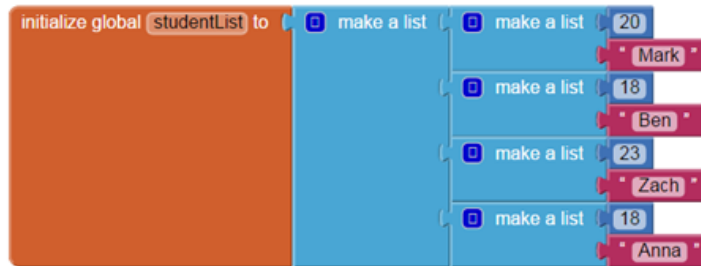 initialize global studentList to make a list make a list 20
" Mark "
make a list 18
" Ben "
make a list 23
" Zach "
make a list 18
" Anna "